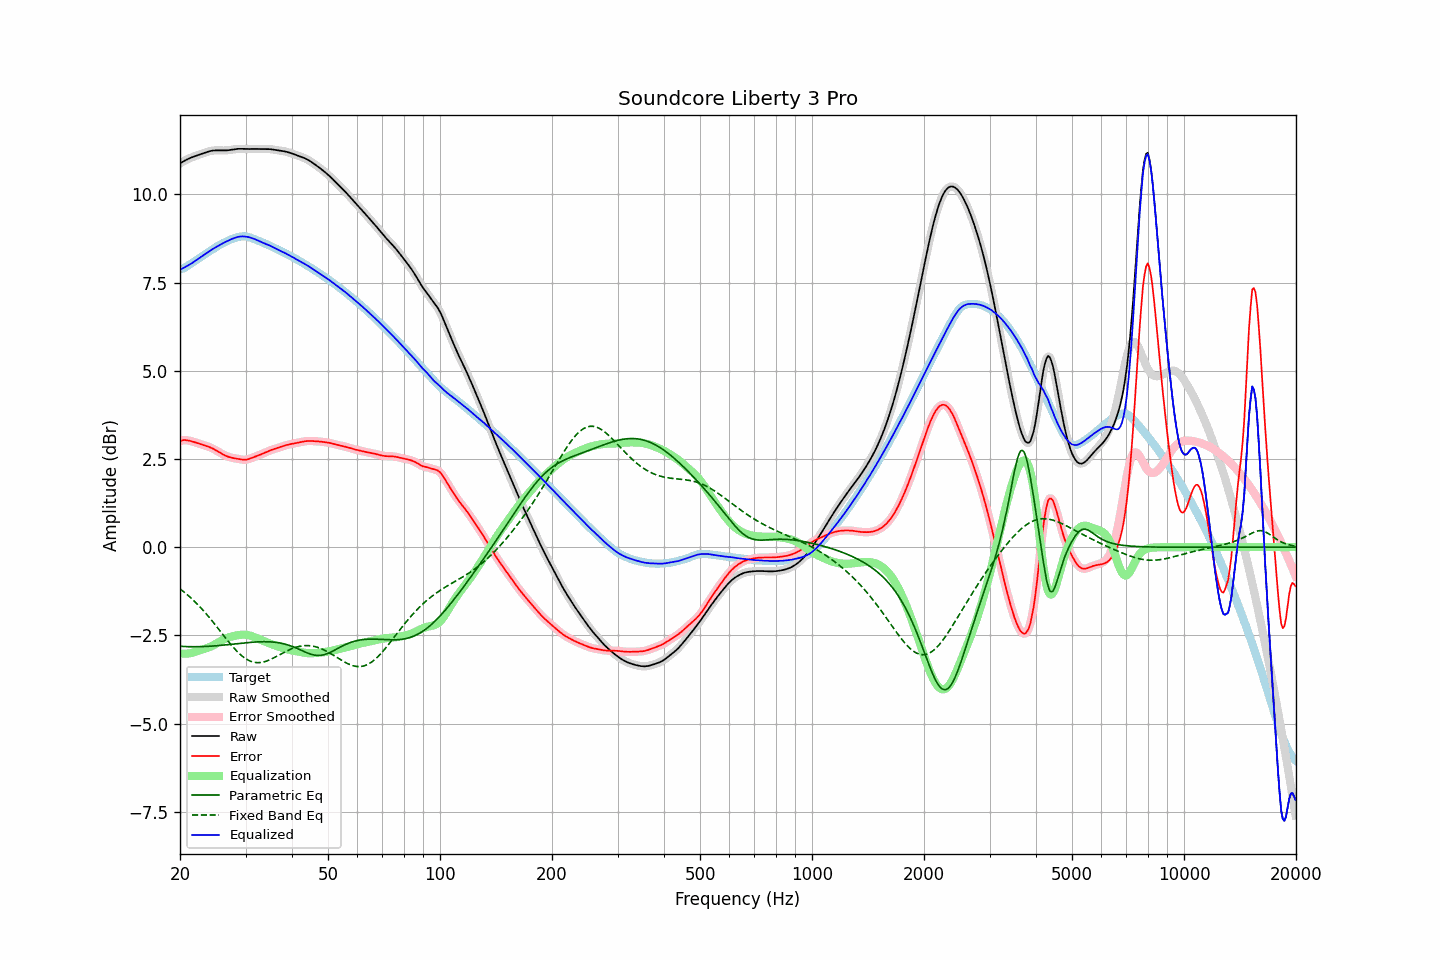 Soundcore Liberty 3 Pro
Amplitude (dBr)
10.0
7.5
5.0
2.5
0.0
−2.5
−5.0
−7.5
Target
Raw Smoothed
Error Smoothed
Raw
Error
Equalization
Parametric Eq
Fixed Band Eq
Equalized
20 50 100 200 500 1000 2000 5000 10000 20000
Frequency (Hz)